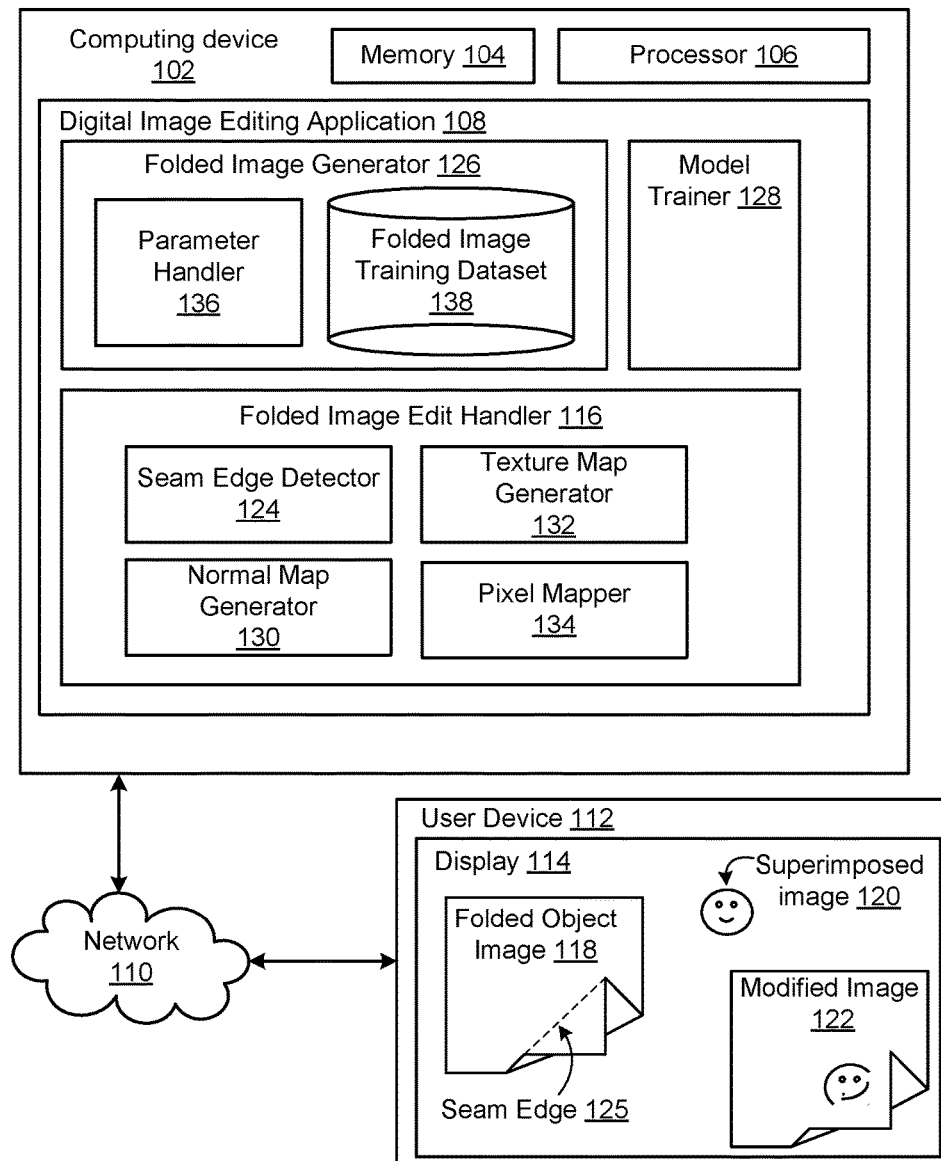 Computing device
102
Memory 104
Processor 106
Digital Image Editing Application 108
Folded Image Generator 126
Parameter
Handler
136
Folded Image
Training Dataset
138
Model
Trainer 128
Folded Image Edit Handler 116
Seam Edge Detector
124
Texture Map
Generator
132
Normal Map
Generator
130
Pixel Mapper
134
Network
110
User Device 112
Display 114
Superimposed
image 120
Folded Object
Image 118
Seam Edge 125
Modified Image
122